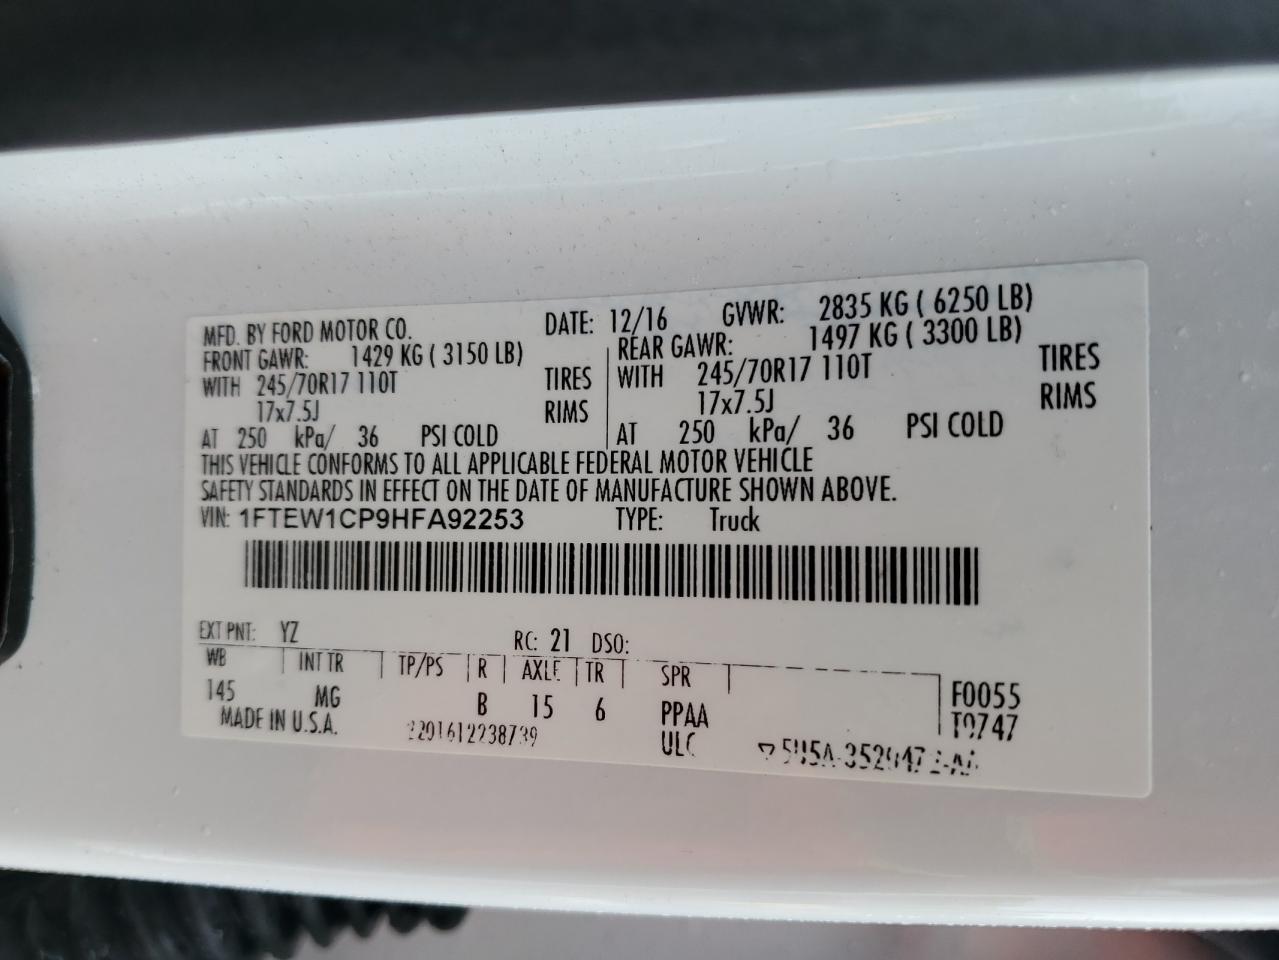 MFD. BY FORD MOTOR CO. DATE: 12/16 GVWR: 2835 KG ( 6250 LB)
FRONT GAWR: 1429 KG ( 3150 LB) REAR GAWR: 1497 KG ( 3300 LB)
WITH 245/70R17 110T TIRES WITH 245/70R17 110T TIRES
17x7.5J RIMS 17x7.5J RIMS
AT 250 kPa/ 36 PSI COLD AT 250 kPa/ 36 PSI COLD
THIS VEHICLE CONFORMS TO ALL APPLICABLE FEDERAL MOTOR VEHICLE
SAFETY STANDARDS IN EFFECT ON THE DATE OF MANUFACTURE SHOWN ABOVE.
VIN: 1FTEW1CP9HFA92253 TYPE: Truck
EXT PNT: YZ RC: 21 DSO:
WB INT TR TP/PS R AXLE TR SPR
145 MG B 15 6 PPAA F0055
MADE IN U.S.A. ULC T0747